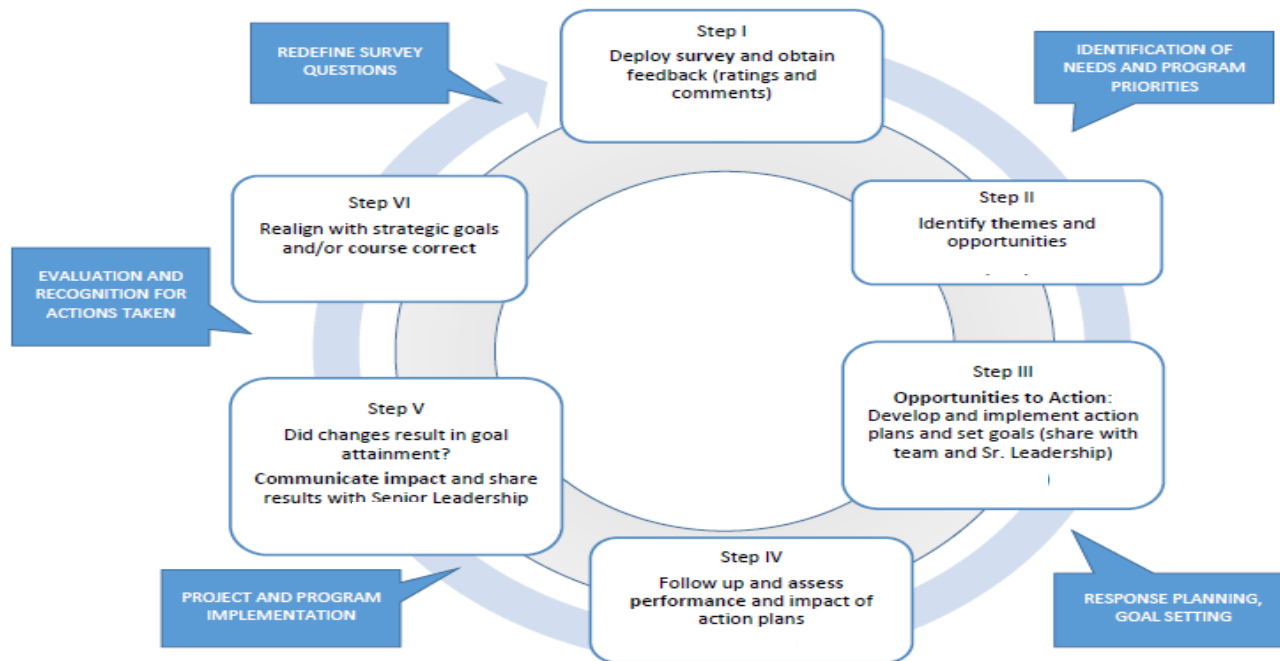 Step I
Deploy survey and obtain
feedback (ratings and
comments)
IDENTIFICATION OF
NEEDS AND PROGRAM
PRIORITIES
Step II
Identify themes and
opportunities
Step III
Opportunities to Action:
Develop and implement action
plans and set goals (share with
team and Sr. Leadership)
)
RESPONSE PLANNING,
GOAL SETTING
Step IV
Follow up and assess
performance and impact of
action plans
PROJECT AND PROGRAM
IMPLEMENTATION
Step V
Did changes result in goal
attainment?
Communicate impact and share
results with Senior Leadership
EVALUATION AND
RECOGNITION FOR
ACTIONS TAKEN
Step VI
Realign with strategic goals
and/or course correct
REDEFINE SURVEY
QUESTIONS